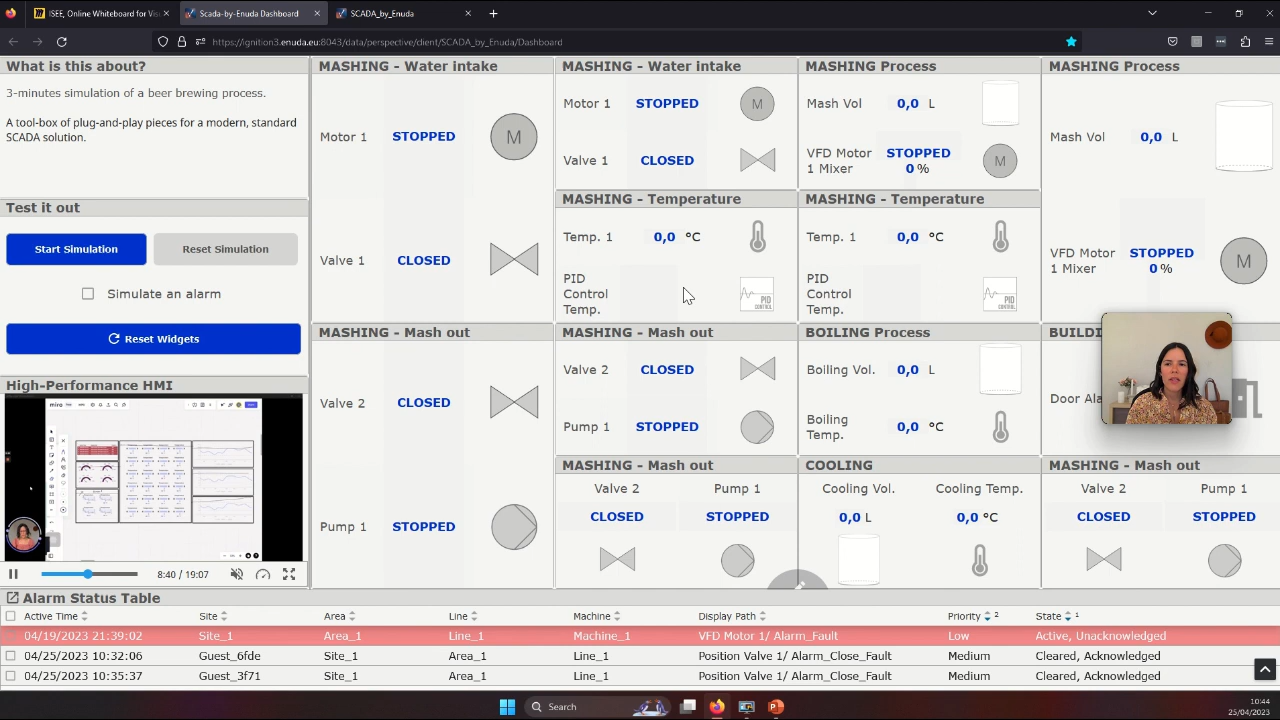 ISEE, Online Whiteboard for Vis
Scada-by-Enuda Dashboard
SCADA_by_Enuda
https://ignition3.enuda.eu:8043/data/perspective/client/SCADA_by_Enuda/Dashboard
What is this about?
3-minutes simulation of a beer brewing process.
A tool-box of plug-and-play pieces for a modern, standard
SCADA solution.
Test it out
Start Simulation
Reset Simulation
Simulate an alarm
Reset Widgets
High-Performance HMI
miro
8:40 / 19:07
MASHING - Water intake
Motor 1
STOPPED
M
Valve 1
CLOSED
MASHING - Mash out
Valve 2
CLOSED
Pump 1
STOPPED
MASHING - Water intake
Motor 1
STOPPED
M
Valve 1
CLOSED
MASHING - Temperature
Temp. 1
0,0 °C
PID
Control
Temp.
PID
CONTROL
MASHING - Mash out
Valve 2
CLOSED
Pump 1
STOPPED
MASHING - Mash out
Valve 2
Pump 1
CLOSED
STOPPED
MASHING Process
Mash Vol
0,0 L
VFD Motor
1 Mixer
STOPPED
0 %
M
MASHING - Temperature
Temp. 1
0,0 °C
PID
Control
Temp.
PID
CONTROL
BOILING Process
Boiling Vol.
0,0 L
Boiling
Temp.
0,0 °C
COOLING
Cooling Vol.
Cooling Temp.
0,0 L
0,0 °C
MASHING Process
Mash Vol
0,0 L
VFD Motor
1 Mixer
STOPPED
0 %
M
Door
MASHING - Mash out
Valve 2
Pump 1
CLOSED
STOPPED
Alarm Status Table
Active Time Site Area Line Machine Display Path Priority 2 State 1
04/19/2023 21:39:02 Site_1 Area_1 Line_1 Machine_1 VFD Motor 1/ Alarm_Fault Low Active, Unacknowledged
04/25/2023 10:32:06 Guest_6fde Site_1 Area_1 Line_1 Position Valve 1/ Alarm_Close_Fault Medium Cleared, Acknowledged
04/25/2023 10:35:37 Guest_3f71 Site_1 Area_1 Line_1 Position Valve 1/ Alarm_Close_Fault Medium Cleared, Acknowledged
Search
10:44
25/04/2023